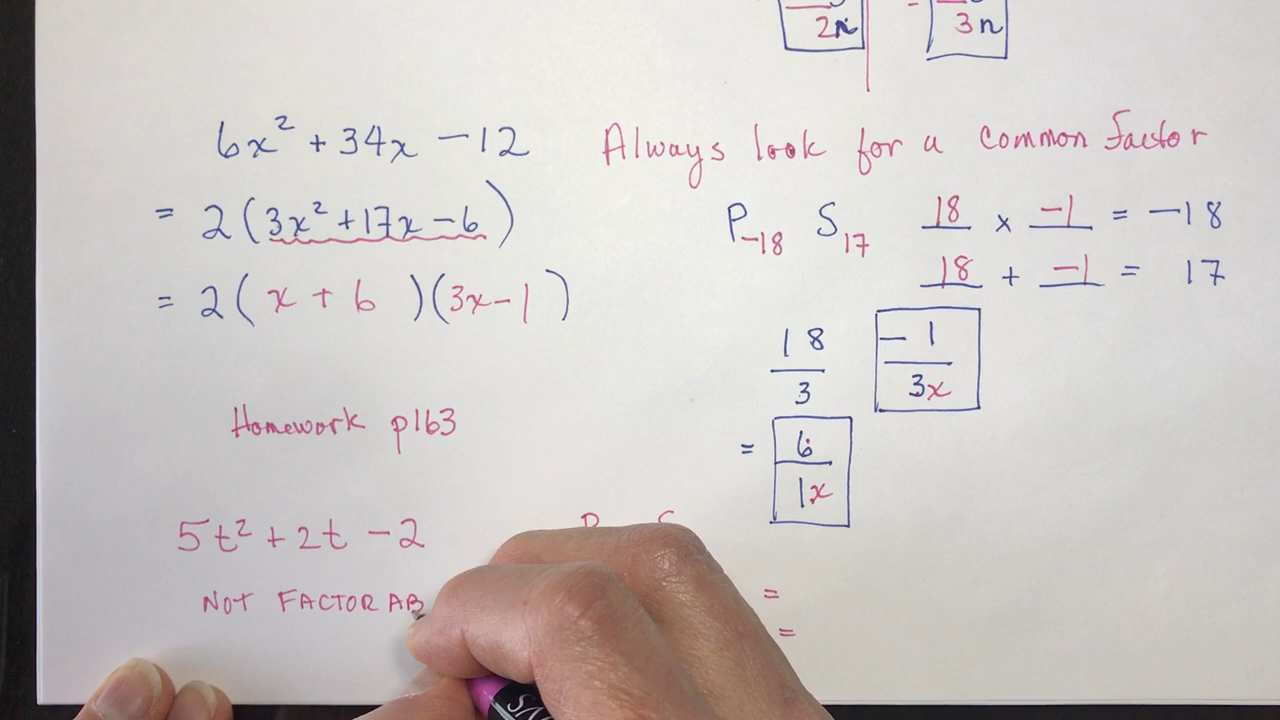 2n - 3n
6x² + 34x - 12 Always look for a common factor
= 2(3x² + 17x - 6) P₋₁₈ S₁₇ 18 × -1 = -18
18 + -1 = 17
= 2( x + 6 )(3x - 1 )
18/3 -1/3x
= 6/1x
Homework p163
5t² + 2t - 2
NOT FACTORAB =
=